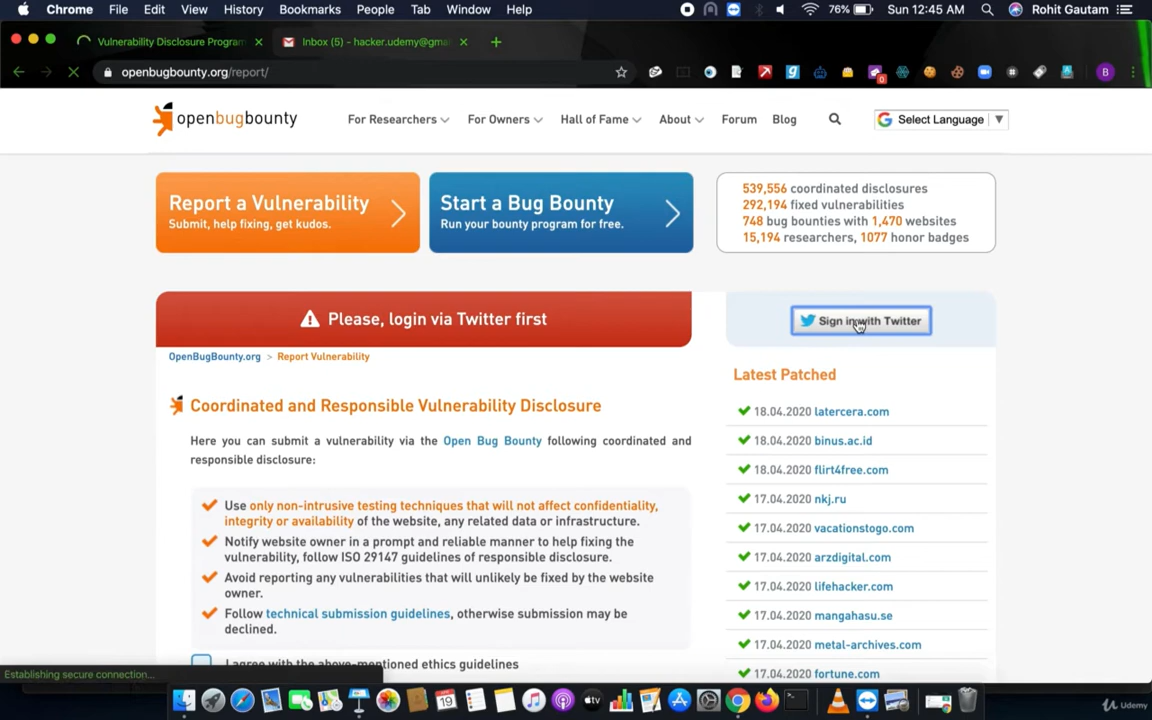 Chrome File Edit View History Bookmarks People Tab Window Help
76% Sun 12:45 AM Rohit Gautam
Vulnerability Disclosure Program
Inbox (5) - hacker.udemy@gma
openbugbounty.org/report/
0
B
openbugbounty
For Researchers For Owners Hall of Fame About Forum Blog
G Select Language ▼
Report a Vulnerability
Submit, help fixing, get kudos.
Start a Bug Bounty
Run your bounty program for free.
539,556 coordinated disclosures
292,194 fixed vulnerabilities
748 bug bounties with 1,470 websites
15,194 researchers, 1077 honor badges
Please, login via Twitter first
Sign in with Twitter
OpenBugBounty.org > Report Vulnerability
Coordinated and Responsible Vulnerability Disclosure
Here you can submit a vulnerability via the Open Bug Bounty following coordinated and
responsible disclosure:
Use only non-intrusive testing techniques that will not affect confidentiality,
integrity or availability of the website, any related data or infrastructure.
Notify website owner in a prompt and reliable manner to help fixing the
vulnerability, follow ISO 29147 guidelines of responsible disclosure.
Avoid reporting any vulnerabilities that will unlikely be fixed by the website
owner.
Follow technical submission guidelines, otherwise submission may be
declined.
I agree with the above-mentioned ethics guidelines
Latest Patched
18.04.2020 latercera.com
18.04.2020 binus.ac.id
18.04.2020 flirt4free.com
17.04.2020 nkj.ru
17.04.2020 vacationstogo.com
17.04.2020 arzdigital.com
17.04.2020 lifehacker.com
17.04.2020 mangahasu.se
17.04.2020 metal-archives.com
17.04.2020 fortune.com
Establishing secure connection...
19
Udemy